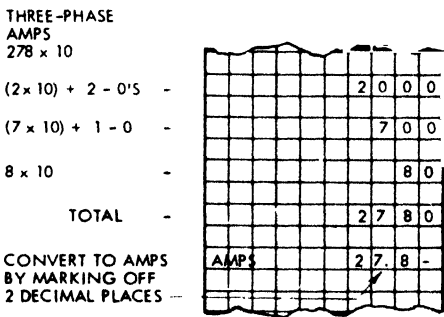 THREE-PHASE
AMPS
278 x 10
(2x 10) + 2 - 0'S - 2 0 0 0
(7 x 10) + 1 - 0 - 7 0 0
8 x 10 - 8 0
TOTAL - 2 7 8 0
CONVERT TO AMPS AMPS 2 7. 8 -
BY MARKING OFF
2 DECIMAL PLACES